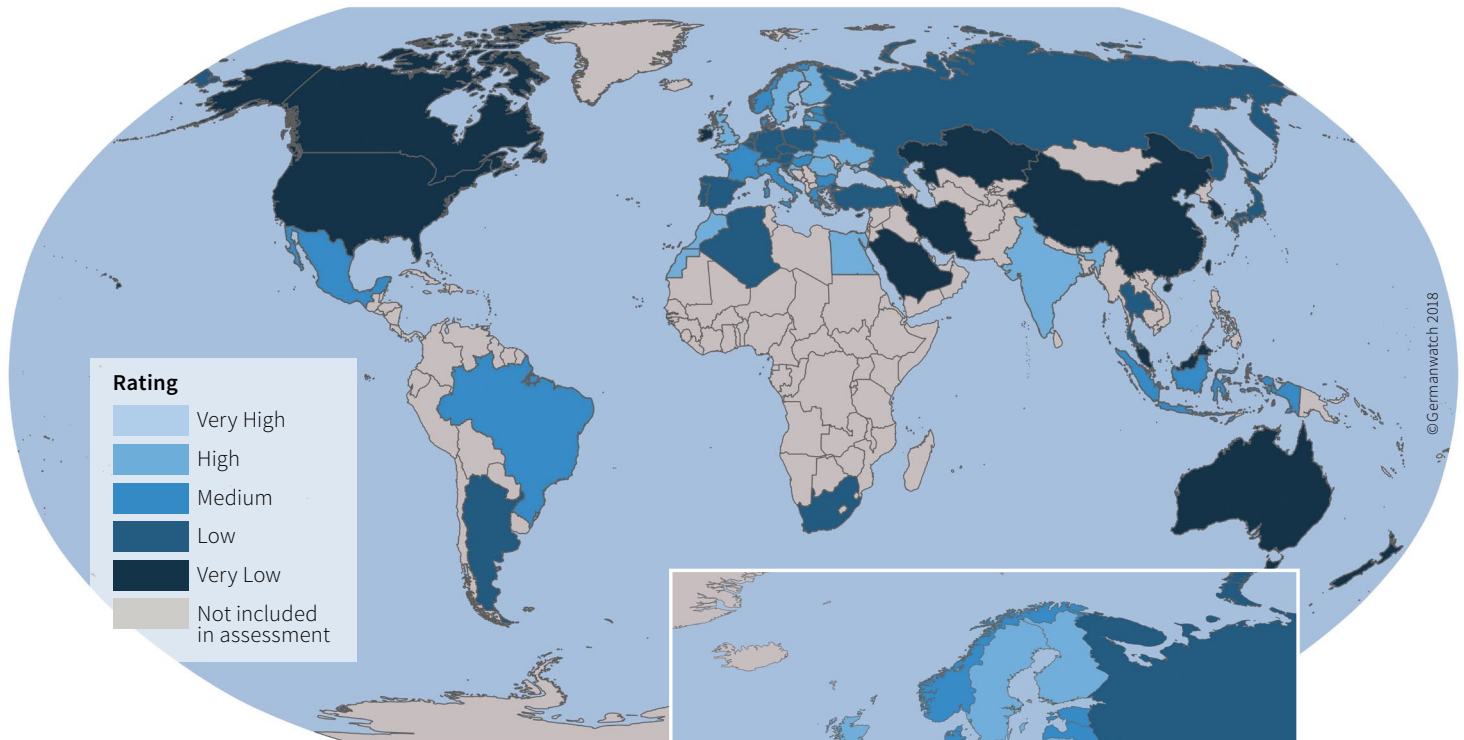 Rating
Very High
High
Medium
Low
Very Low
Not included
in assessment
©Germanwatch 2018